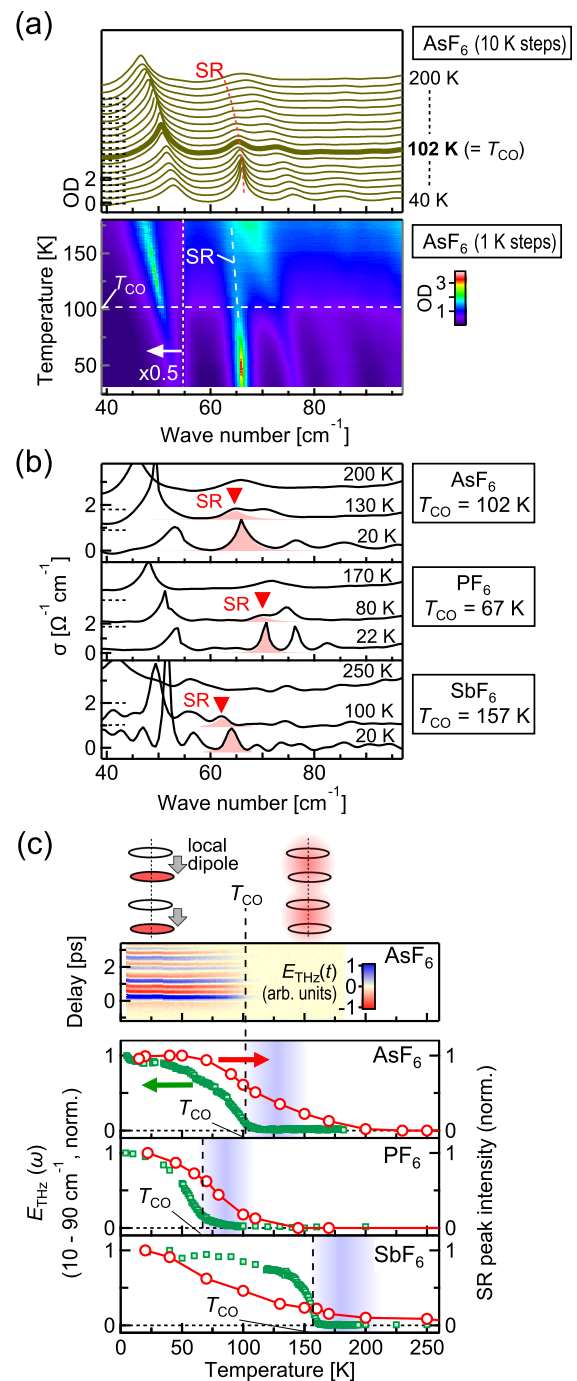 (a)
AsF6 (10 K steps)
SR
200 K
102 K (= TCO)
40 K
OD
2
0
AsF6 (1 K steps)
Temperature [K]
150
100
50
SR
TCO
x0.5
OD
3
2
1
40 60 80
Wave number [cm-1]
(b)
200 K
SR
130 K
20 K
2
0
AsF6
TCO = 102 K
170 K
SR
80 K
22 K
2
0
PF6
TCO = 67 K
250 K
SR
100 K
20 K
2
0
SbF6
TCO = 157 K
σ [Ω-1 cm-1]
40 60 80
Wave number [cm-1]
(c)
local
dipole
TCO
Delay [ps]
2
0
ETHz(t)
(arb. units)
1
0
-1
AsF6
1
0
AsF6
TCO
1
0
1
0
PF6
TCO
1
0
1
0
SbF6
TCO
1
0
ETHz (ω)
(10 - 90 cm-1, norm.)
SR peak intensity (norm.)
0 50 100 150 200 250
Temperature [K]